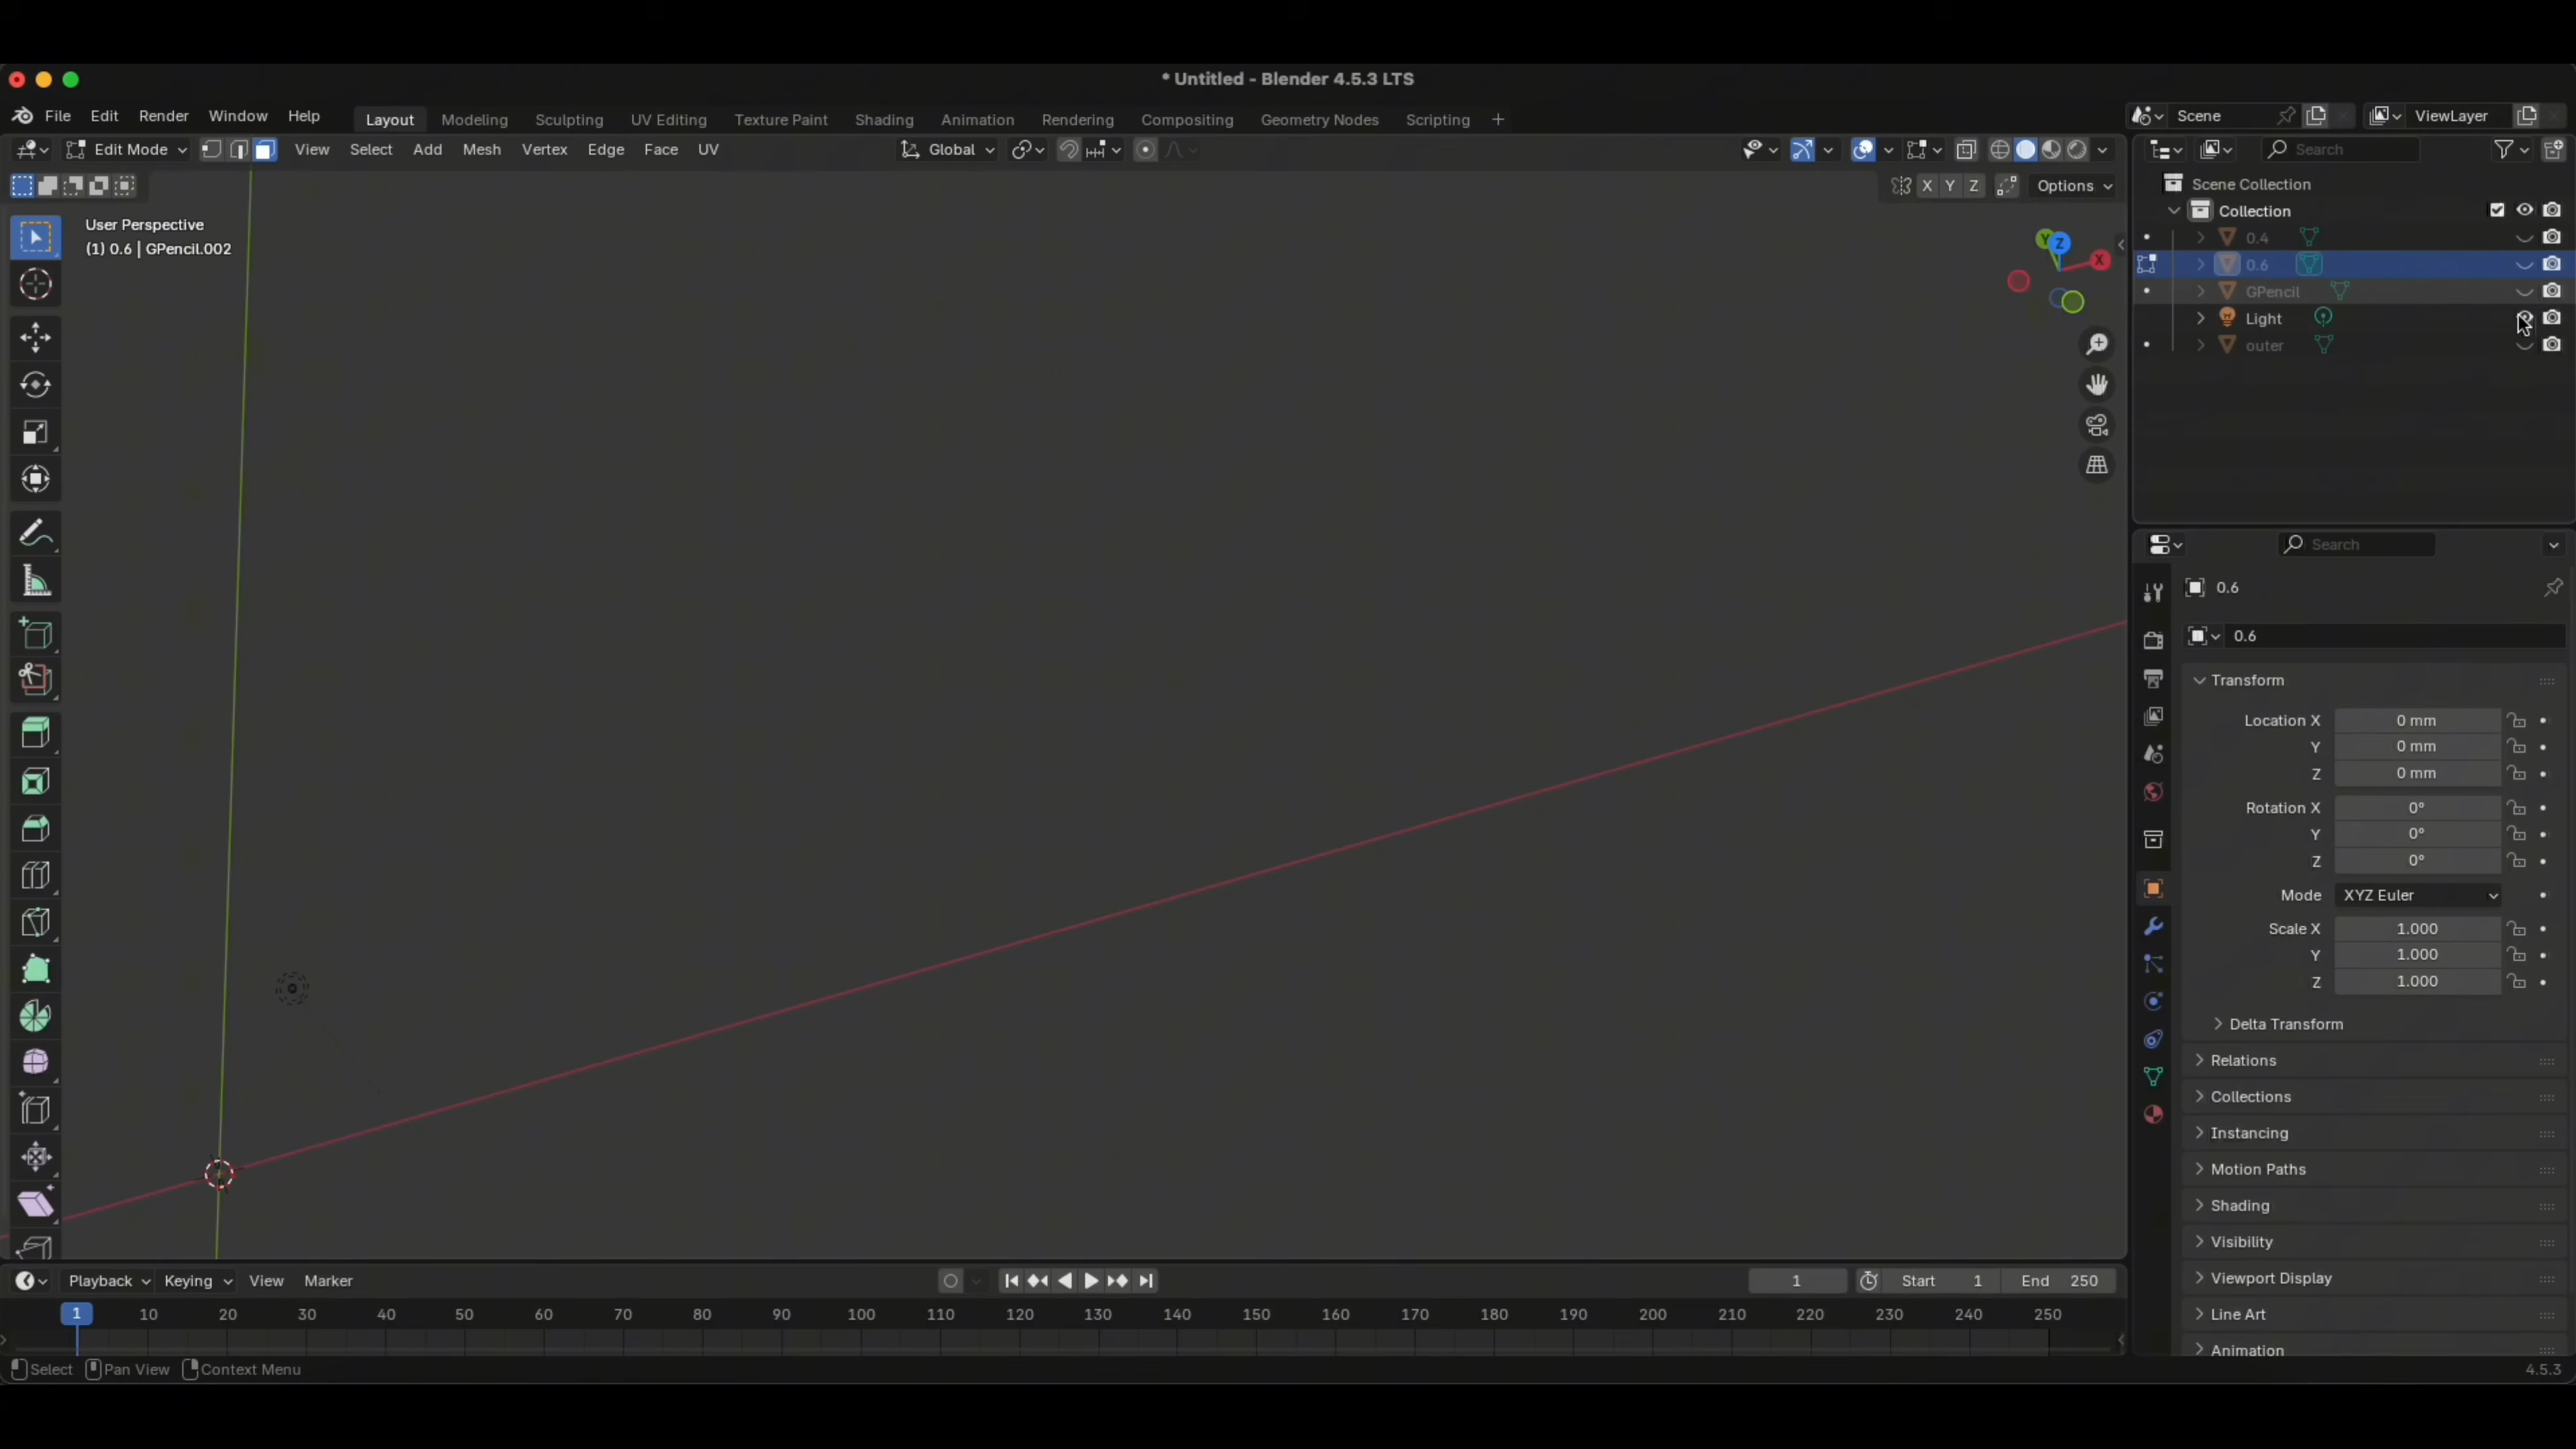 * Untitled - Blender 4.5.3 LTS
File Edit Render Window Help Layout Modeling Sculpting UV Editing Texture Paint Shading Animation Rendering Compositing Geometry Nodes Scripting + Scene ViewLayer
Edit Mode View Select Add Mesh Vertex Edge Face UV Global Search
X Y Z Options
Scene Collection
Collection
0.4
0.6
GPencil
Light
outer
User Perspective
(1) 0.6 | GPencil.002
Y Z X
Search
0.6
0.6
Transform
Location X 0 mm
Y 0 mm
Z 0 mm
Rotation X 0°
Y 0°
Z 0°
Mode XYZ Euler
Scale X 1.000
Y 1.000
Z 1.000
Delta Transform
Relations
Collections
Instancing
Motion Paths
Shading
Visibility
Viewport Display
Line Art
Animation
Playback Keying View Marker 1 Start 1 End 250
1 10 20 30 40 50 60 70 80 90 100 110 120 130 140 150 160 170 180 190 200 210 220 230 240 250
Select Pan View Context Menu 4.5.3